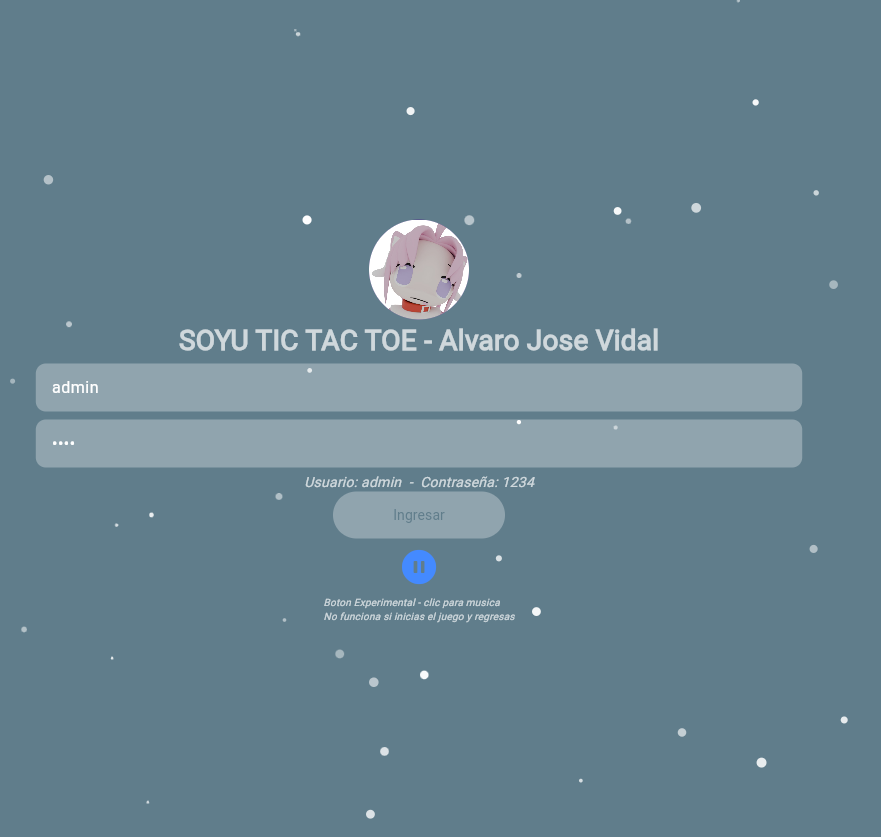 SOYU TIC TAC TOE - Alvaro Jose Vidal
admin
••••
Usuario: admin - Contraseña: 1234
Ingresar
Boton Experimental - clic para musica
No funciona si inicias el juego y regresas